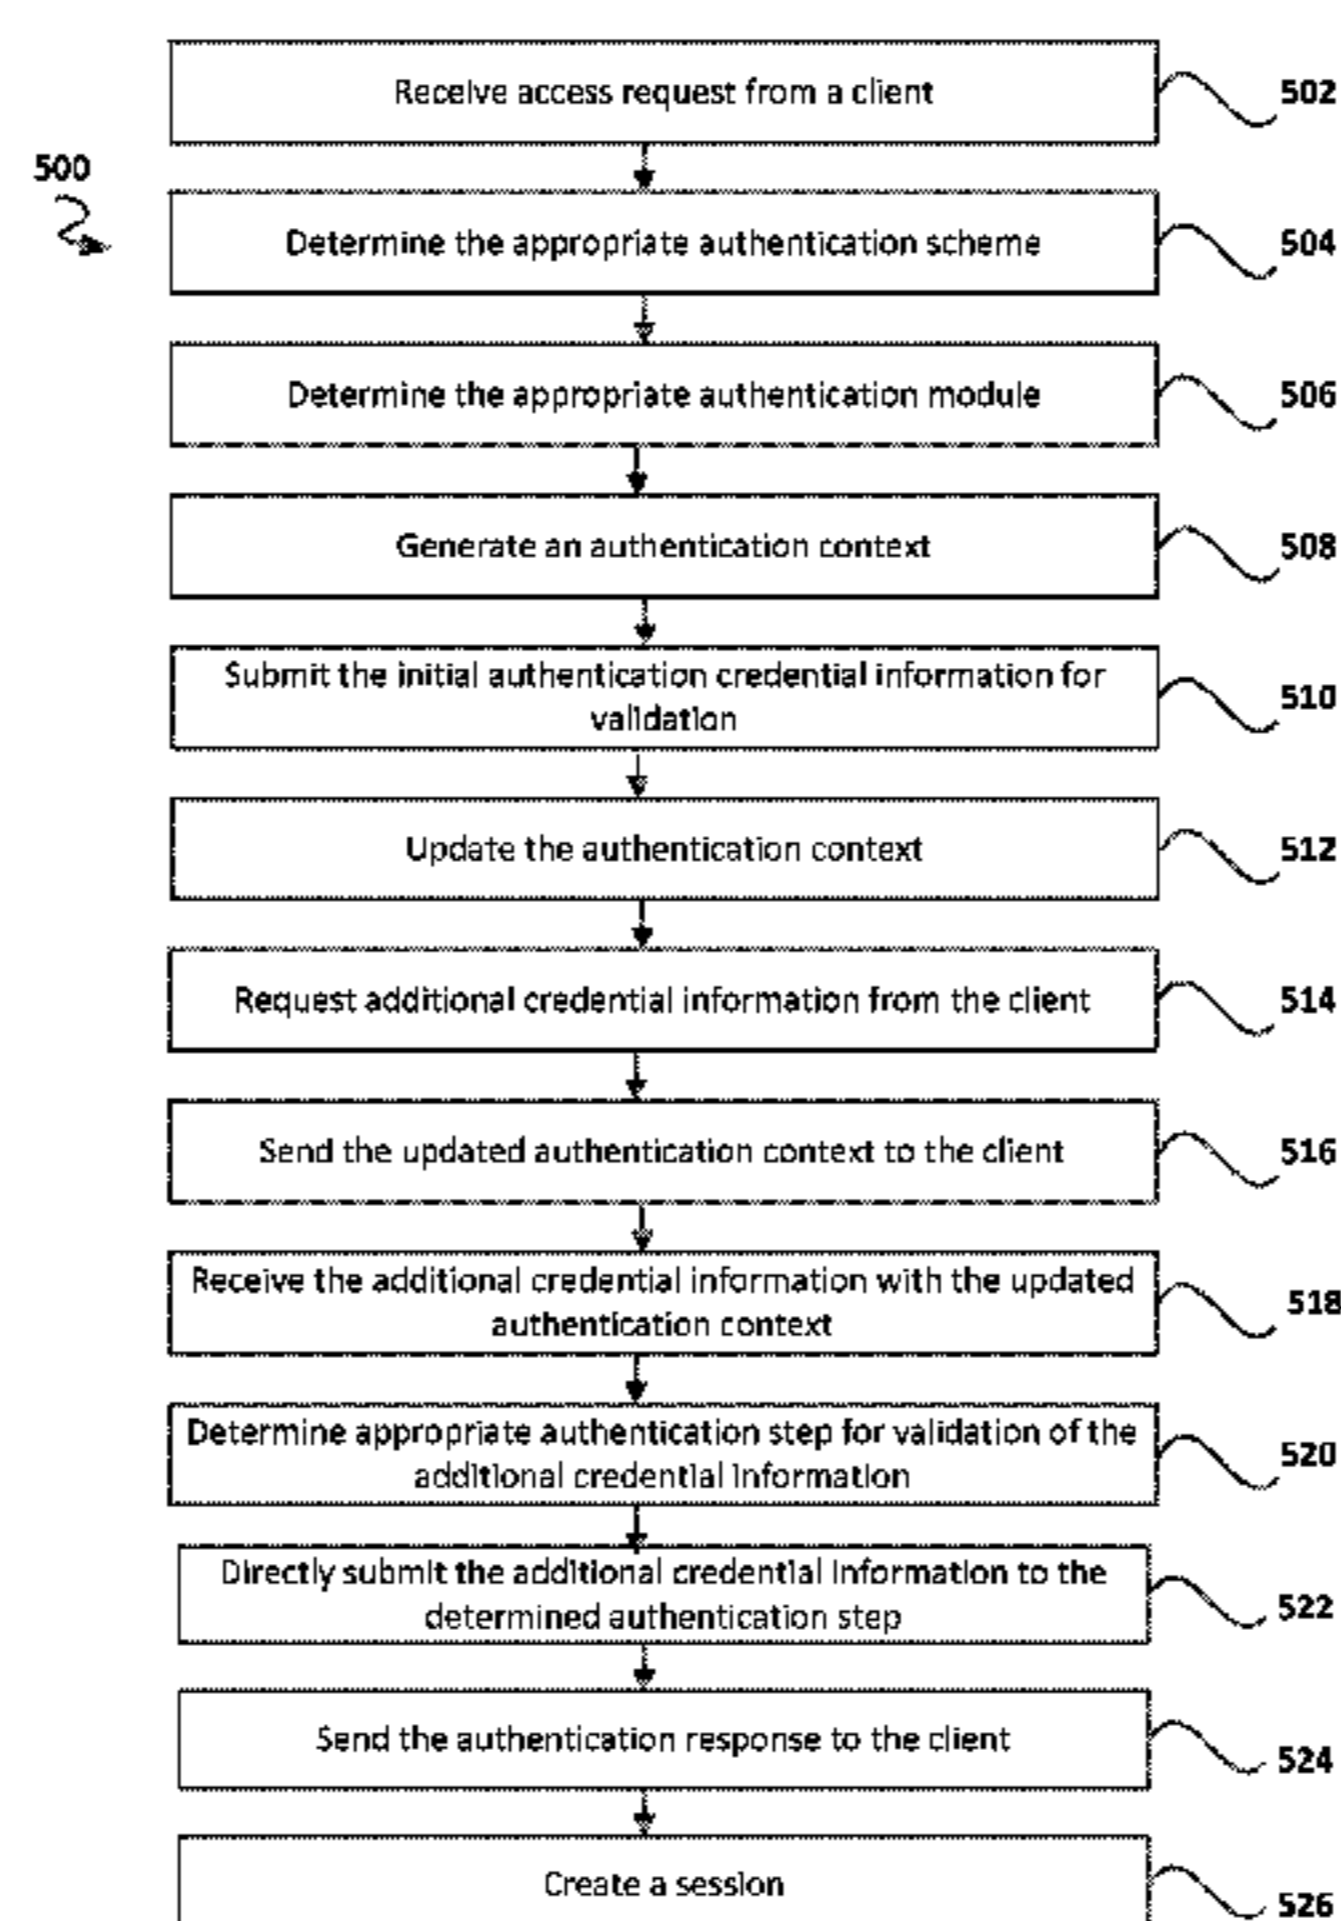 Receive access request from a client
502
500
Determine the appropriate authentication scheme
504
Determine the appropriate authentication module
506
Generate an authentication context
508
Submit the initial authentication credential information for
validation
510
Update the authentication context
512
Request additional credential information from the client
514
Send the updated authentication context to the client
516
Receive the additional credential information with the updated
authentication context
518
Determine appropriate authentication step for validation of the
additional credential information
520
Directly submit the additional credential information to the
determined authentication step
522
Send the authentication response to the client
524
Create a session
526